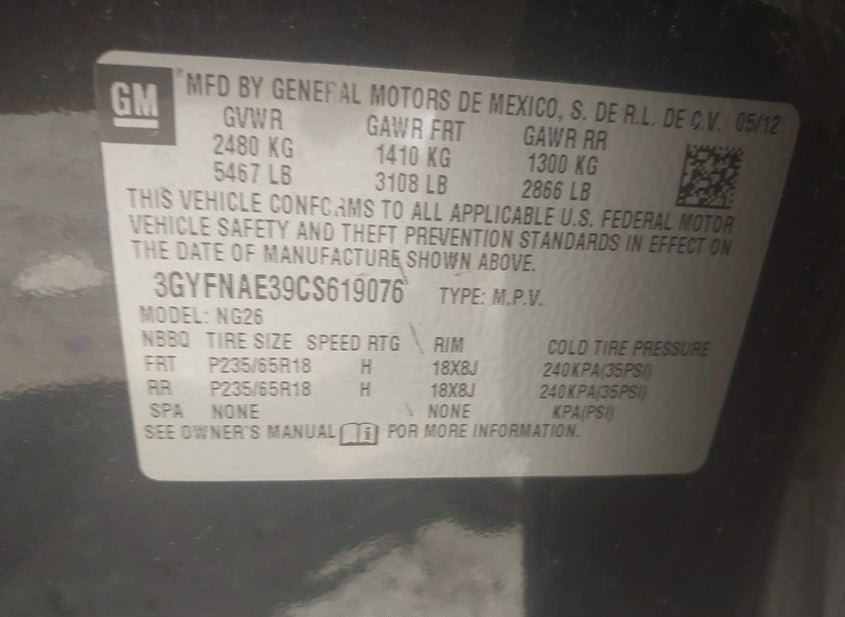 GM
MFD BY GENERAL MOTORS DE MEXICO, S. DE R.L. DE C.V. 05/12
GVWR GAWR FRT GAWR RR
2480 KG 1410 KG 1300 KG
5467 LB 3108 LB 2866 LB
THIS VEHICLE CONFORMS TO ALL APPLICABLE U.S. FEDERAL MOTOR
VEHICLE SAFETY AND THEFT PREVENTION STANDARDS IN EFFECT ON
THE DATE OF MANUFACTURE SHOWN ABOVE.
3GYFNAE39CS619076 TYPE: M.P.V.
MODEL: NG26
NBBQ TIRE SIZE SPEED RTG RIM COLD TIRE PRESSURE
FRT P235/65R18 H 18X8J 240KPA(35PSI)
RR P235/65R18 H 18X8J 240KPA(35PSI)
SPA NONE NONE KPA(PSI)
SEE OWNER'S MANUAL FOR MORE INFORMATION.